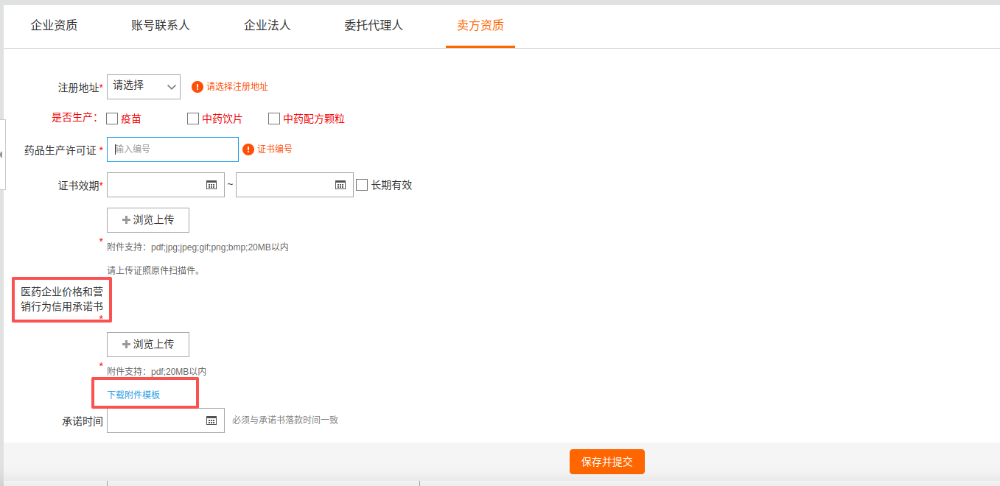 企业资质 账号联系人 企业法人 委托代理人 卖方资质
注册地址* 请选择 请选择注册地址
是否生产： 疫苗 中药饮片 中药配方颗粒
药品生产许可证 * 输入编号 证书编号
证书效期* ~ 长期有效
浏览上传
* 附件支持：pdf;jpg;jpeg;gif;png;bmp;20MB以内
请上传证照原件扫描件。
医药企业价格和营
销行为信用承诺书
*
浏览上传
* 附件支持：pdf;20MB以内
下载附件模板
承诺时间 必须与承诺书落款时间一致
保存并提交